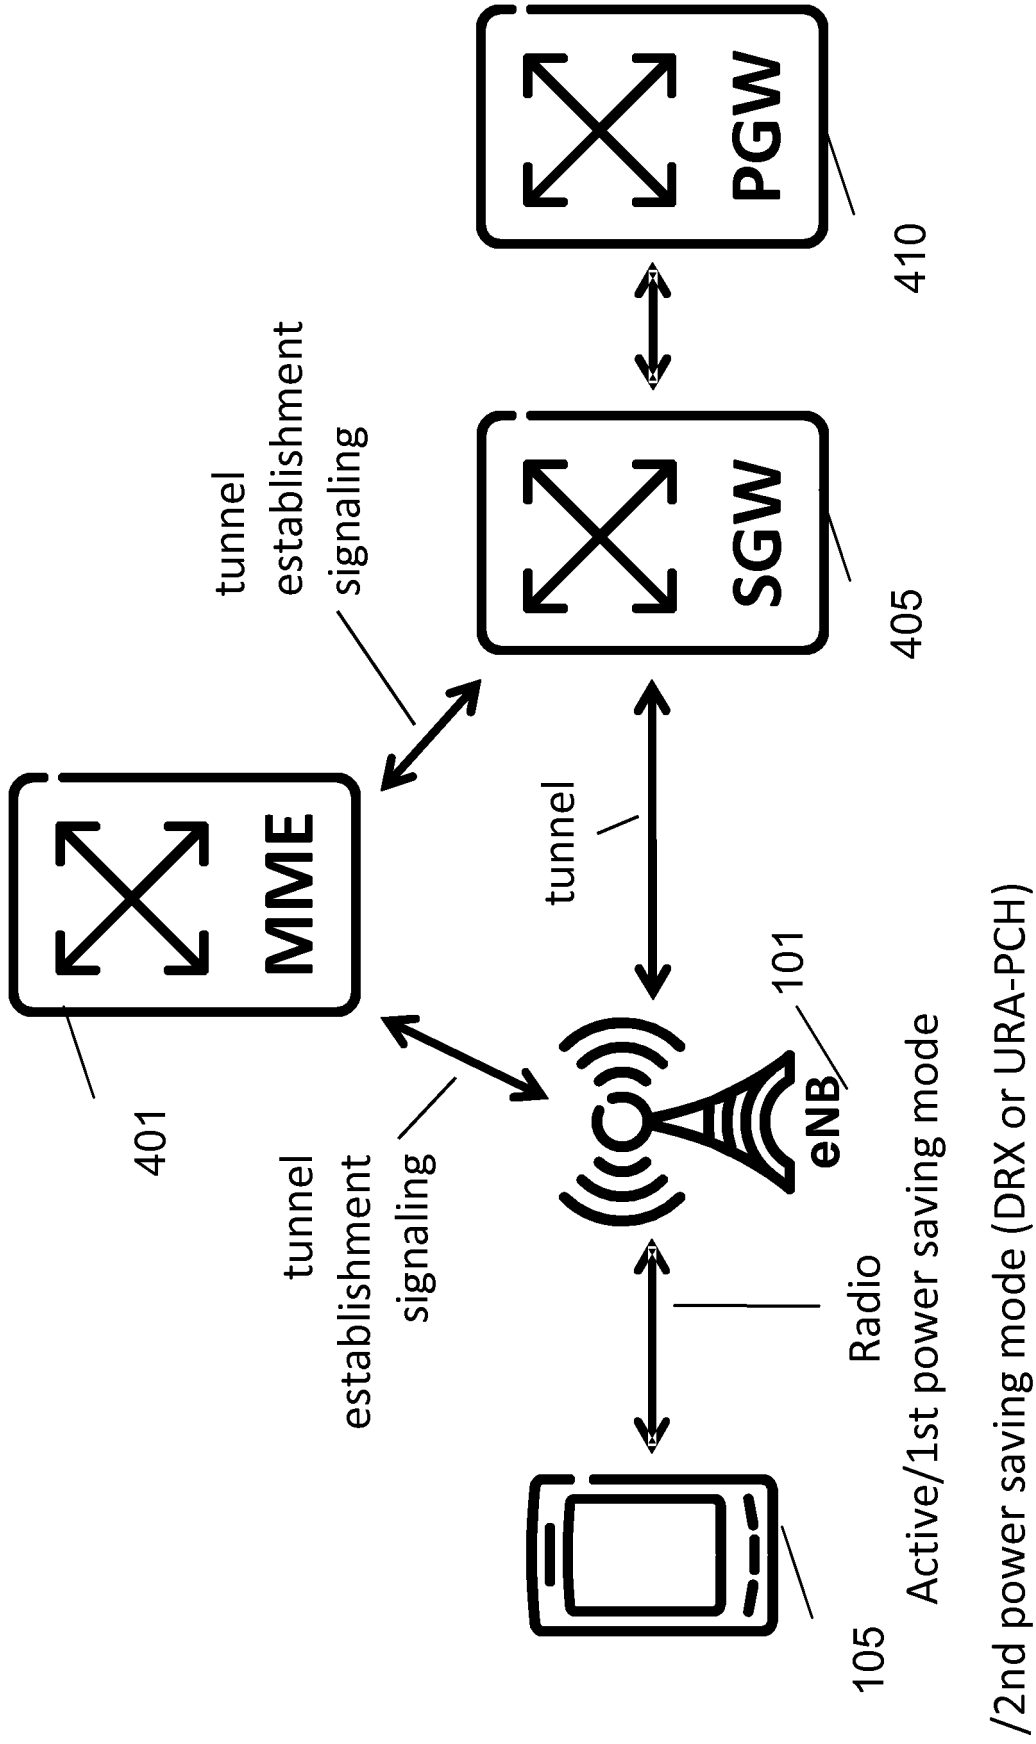 401
MME
tunnel
establishment
signaling
tunnel
establishment
signaling
tunnel
101
eNB
SGW
PGW
Radio
405
410
105
Active/1st power saving mode
/2nd power saving mode (DRX or URA-PCH)